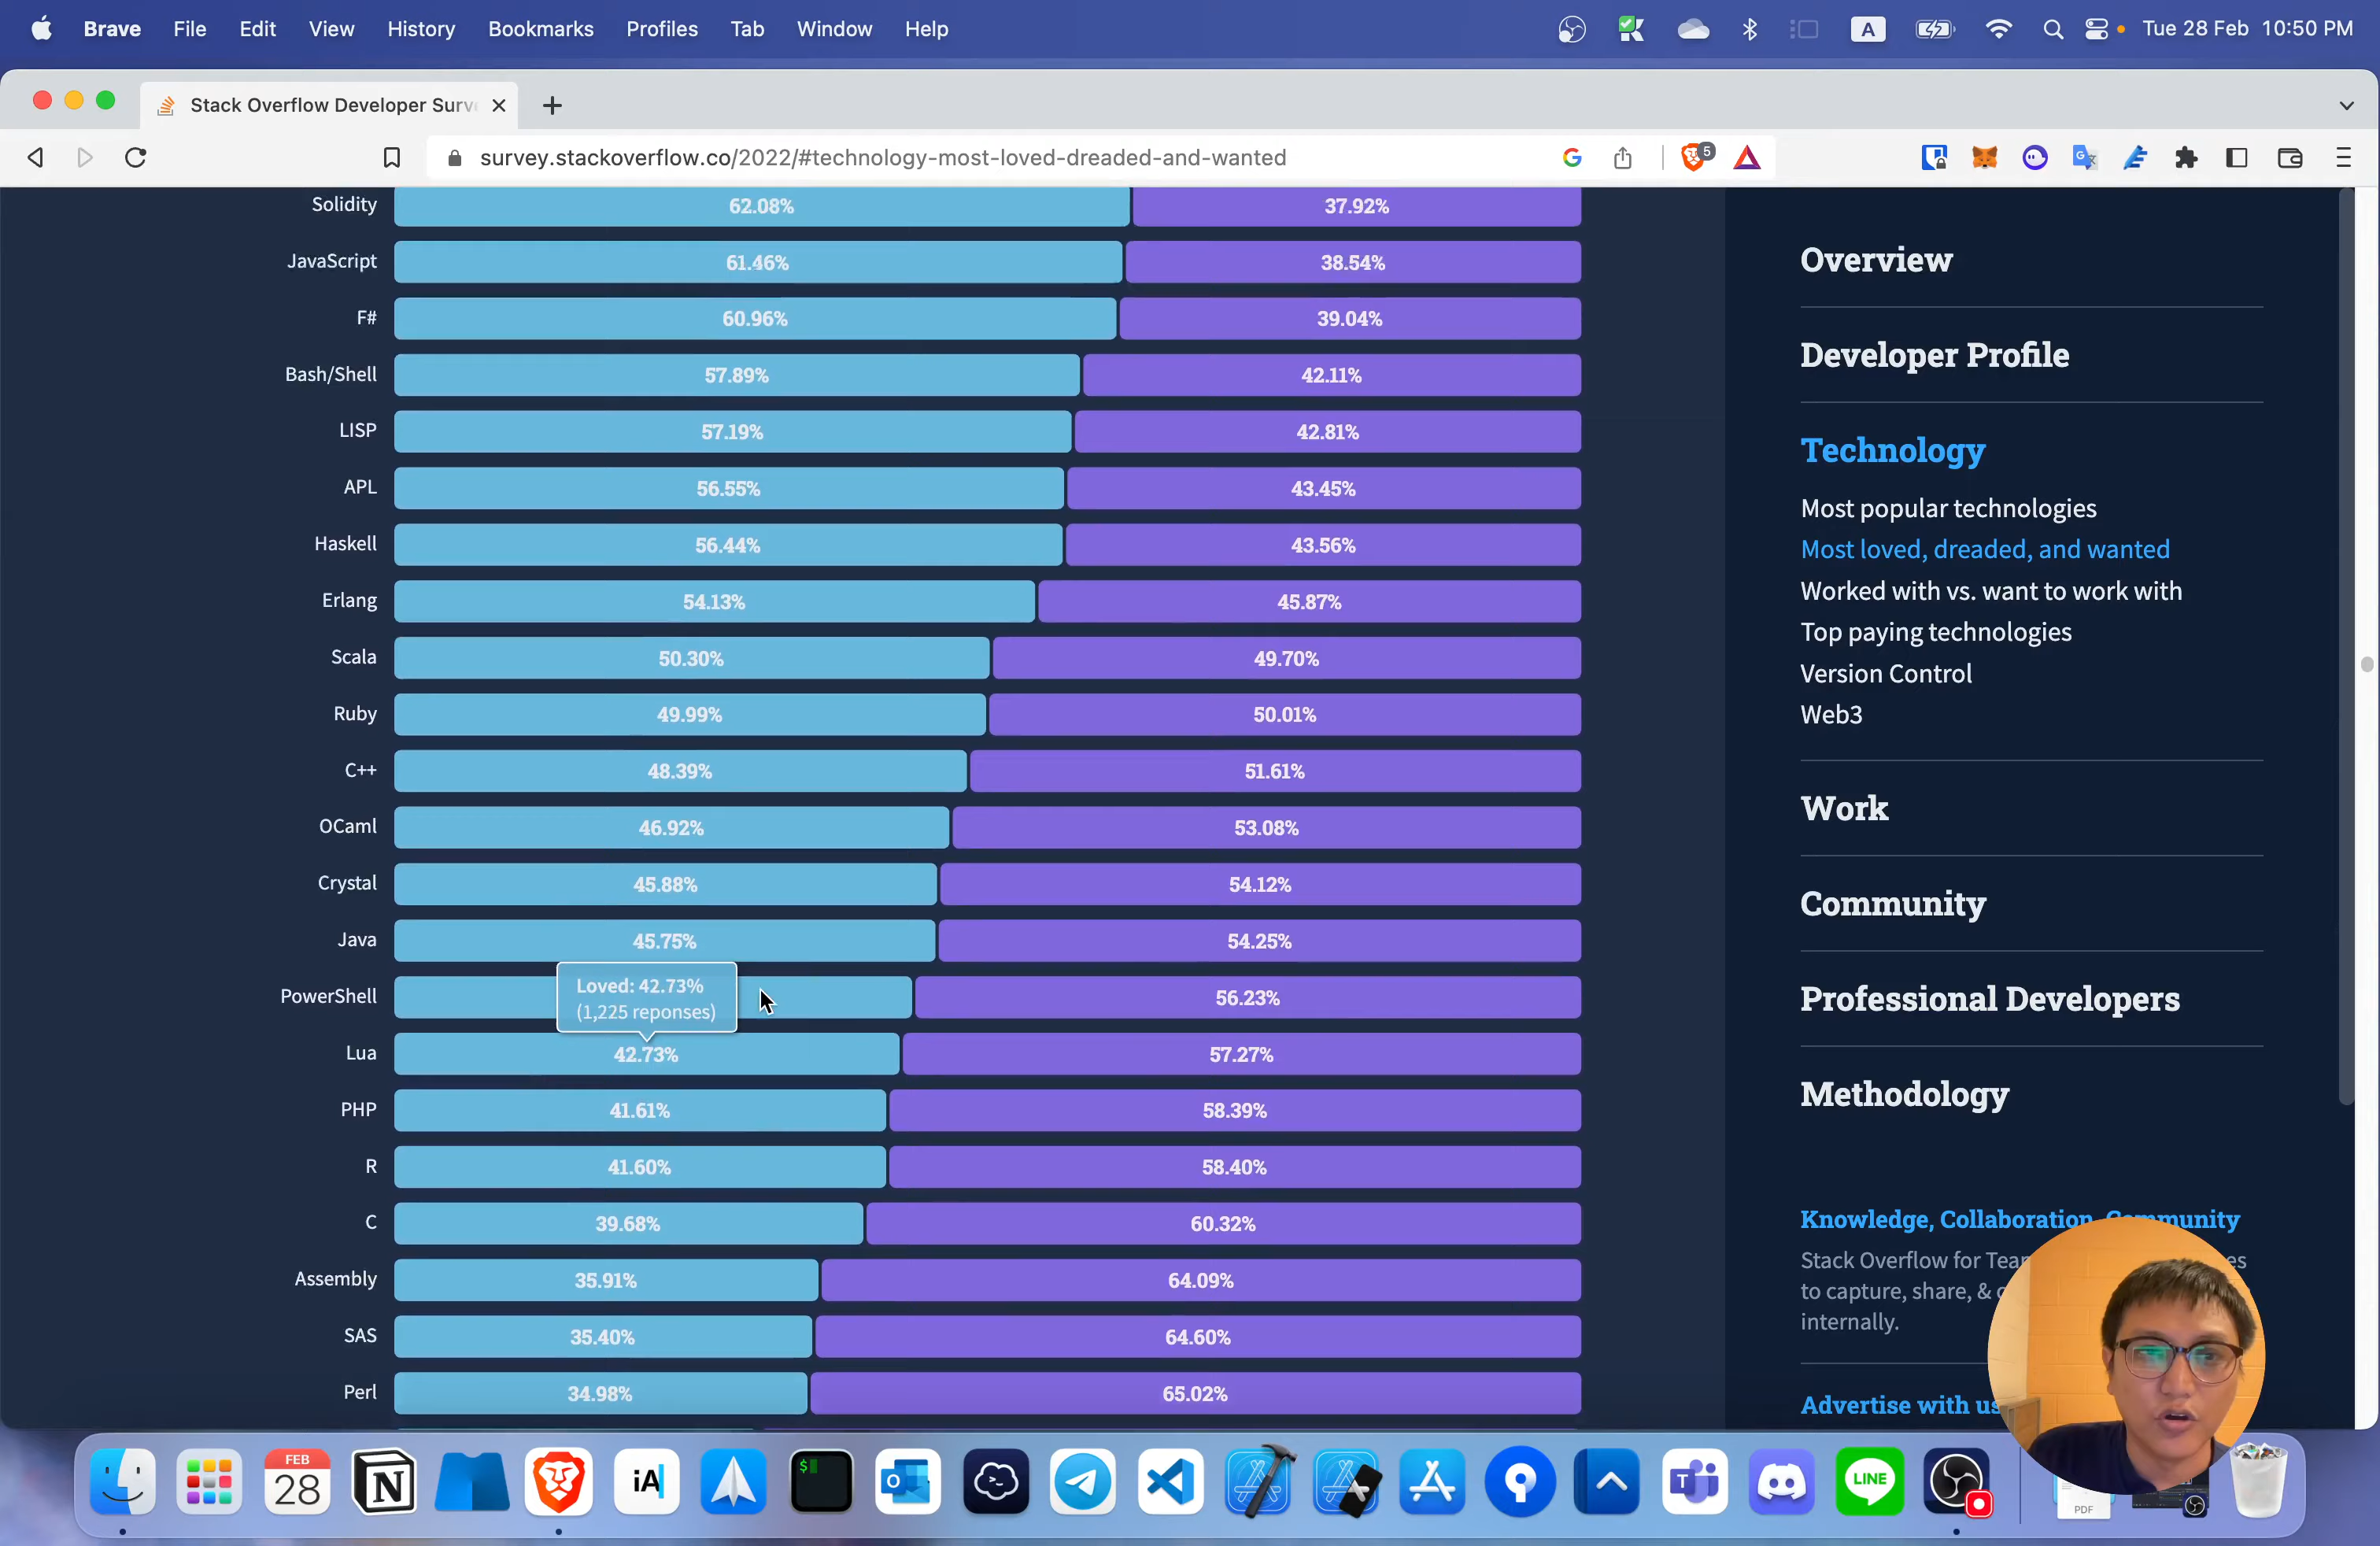 Brave File Edit View History Bookmarks Profiles Tab Window Help A Tue 28 Feb 10:50 PM
Stack Overflow Developer Surv
survey.stackoverflow.co/2022/#technology-most-loved-dreaded-and-wanted 5
Solidity 62.08% 37.92%
JavaScript 61.46% 38.54%
F# 60.96% 39.04%
Bash/Shell 57.89% 42.11%
LISP 57.19% 42.81%
APL 56.55% 43.45%
Haskell 56.44% 43.56%
Erlang 54.13% 45.87%
Scala 50.30% 49.70%
Ruby 49.99% 50.01%
C++ 48.39% 51.61%
OCaml 46.92% 53.08%
Crystal 45.88% 54.12%
Java 45.75% 54.25%
PowerShell 56.23%
Loved: 42.73%
(1,225 reponses)
Lua 42.73% 57.27%
PHP 41.61% 58.39%
R 41.60% 58.40%
C 39.68% 60.32%
Assembly 35.91% 64.09%
SAS 35.40% 64.60%
Perl 34.98% 65.02%
Overview
Developer Profile
Technology
Most popular technologies
Most loved, dreaded, and wanted
Worked with vs. want to work with
Top paying technologies
Version Control
Web3
Work
Community
Professional Developers
Methodology
Knowledge, Collaboration, Community
Stack Overflow for Tea es
to capture, share, &
internally.
Advertise with us
FEB
28
iA
LINE
PDF